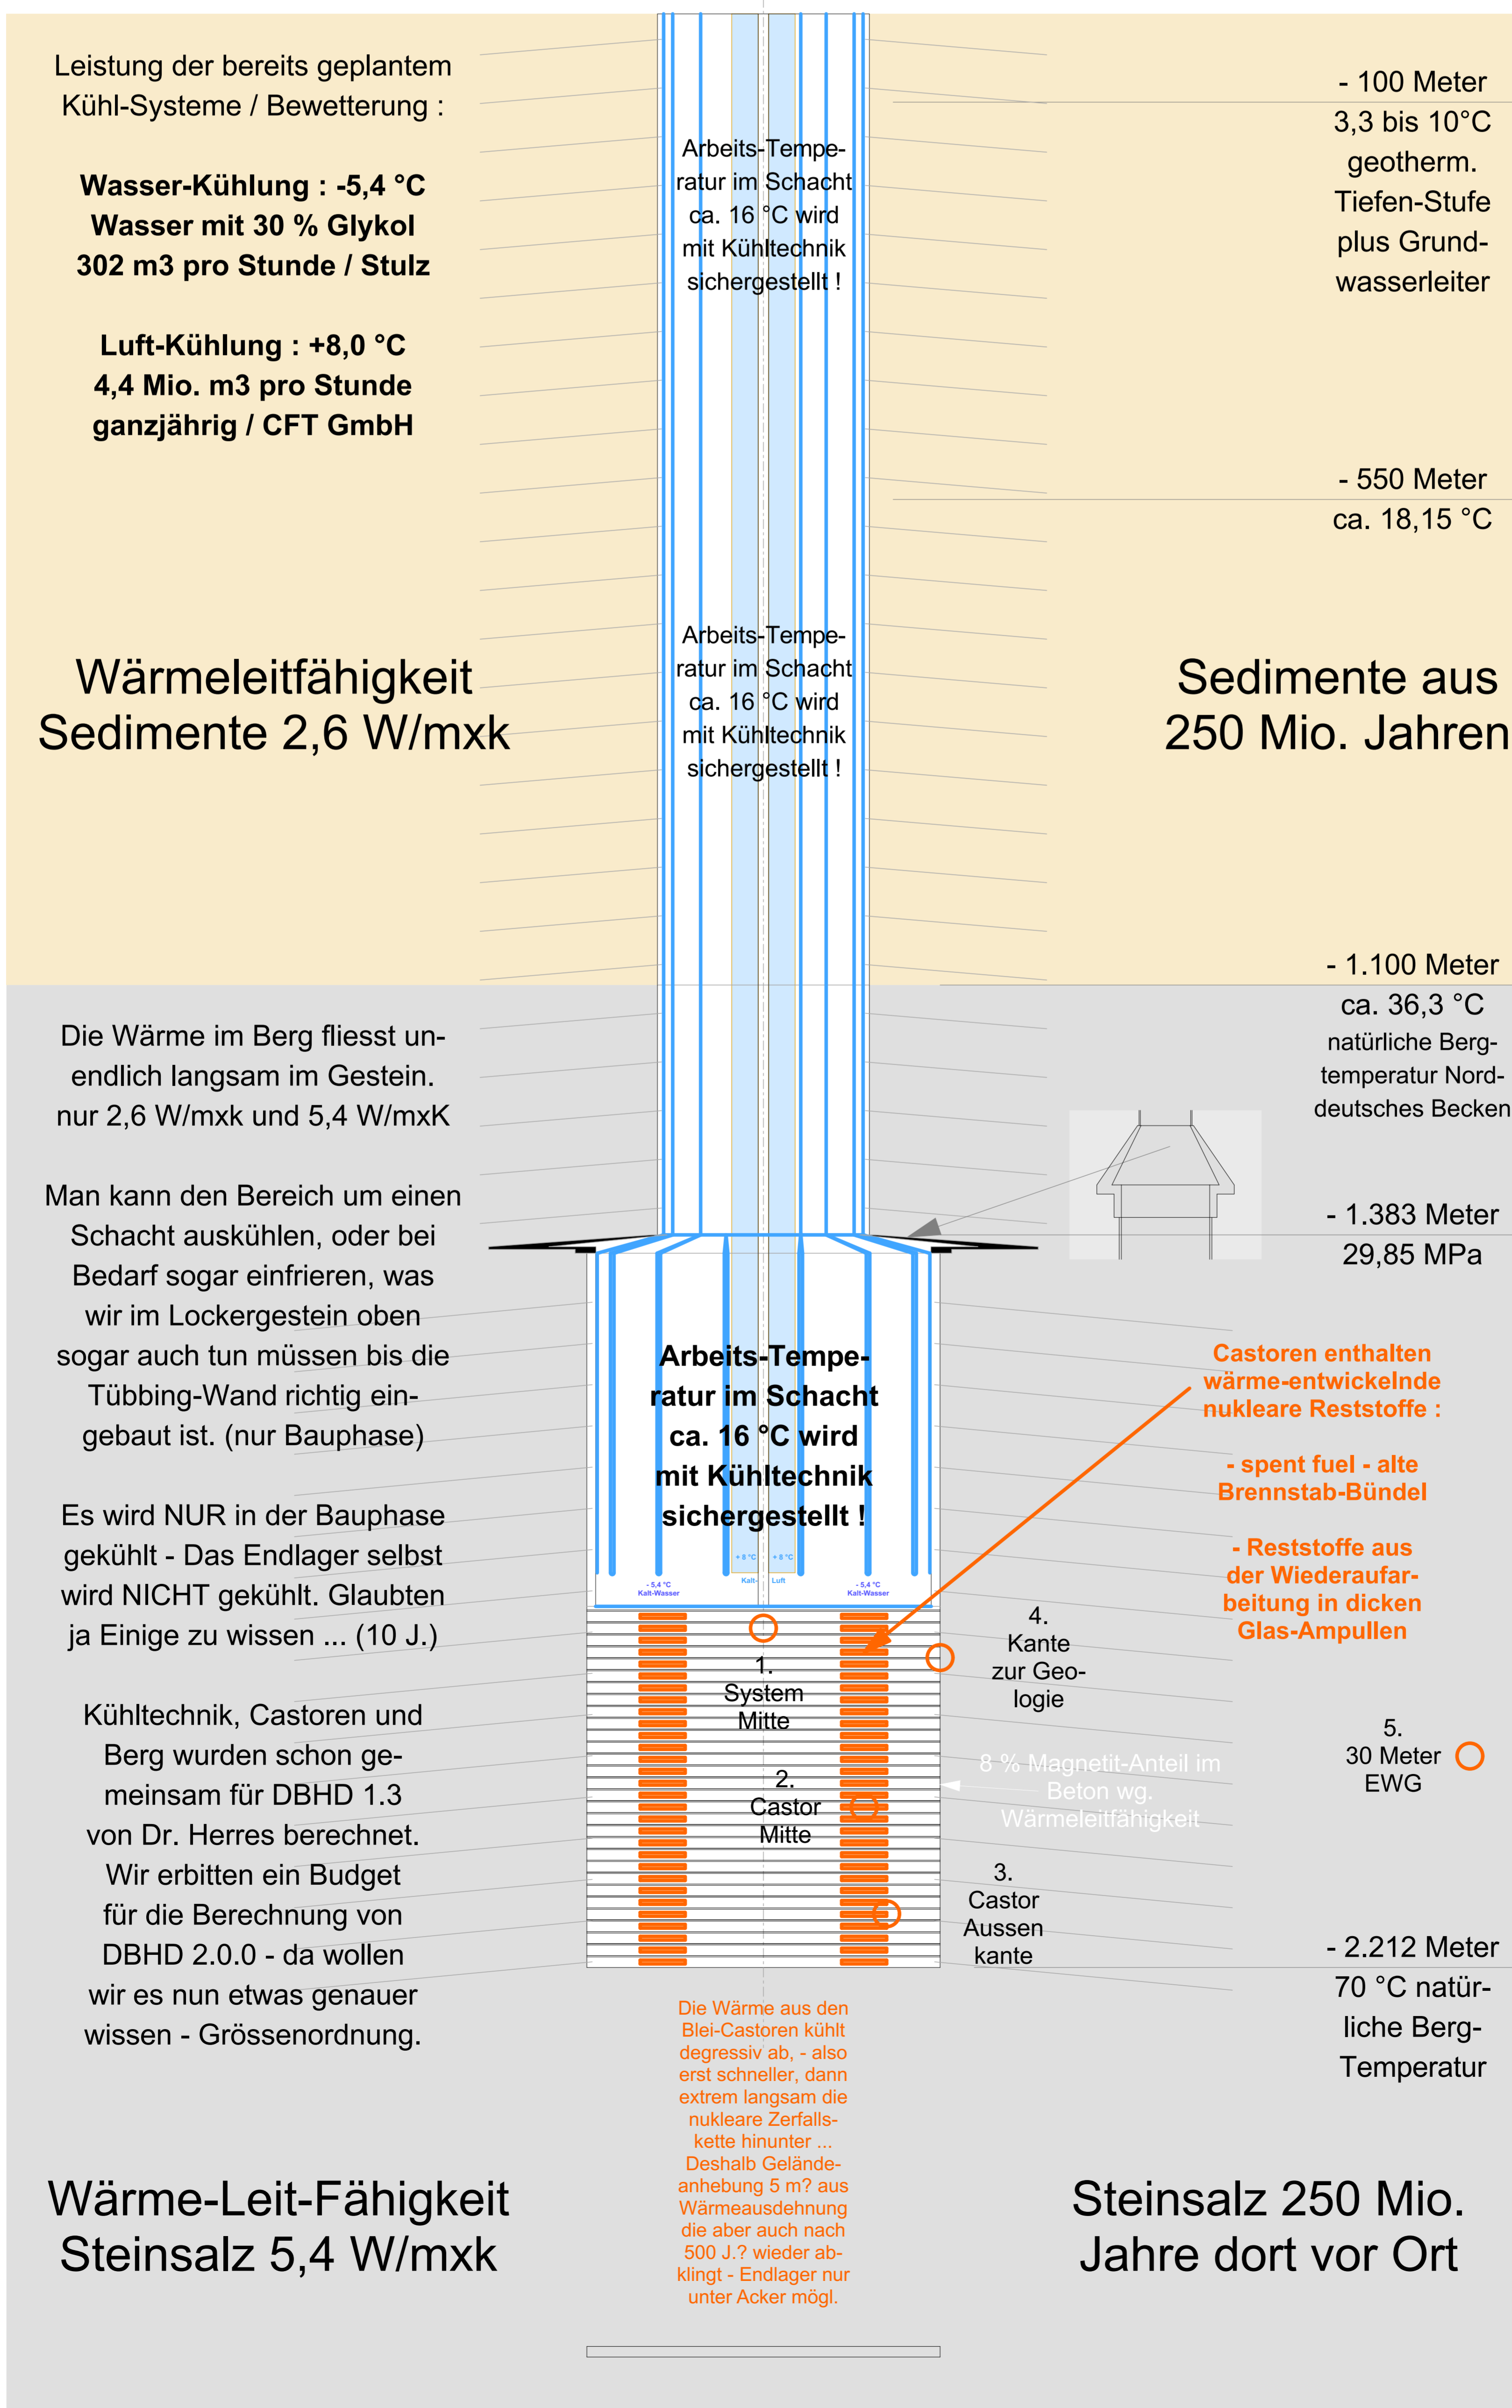 Leistung der bereits geplantem
Kühl-Systeme / Bewetterung :
Wasser-Kühlung : -5,4 °C
Wasser mit 30 % Glykol
302 m3 pro Stunde / Stulz
Luft-Kühlung : +8,0 °C
4,4 Mio. m3 pro Stunde
ganzjährig / CFT GmbH
Arbeits-Tempe-
ratur im Schacht
ca. 16 °C wird
mit Kühltechnik
sichergestellt !
- 100 Meter
3,3 bis 10°C
geotherm.
Tiefen-Stufe
plus Grund-
wasserleiter
- 550 Meter
ca. 18,15 °C
Wärmeleitfähigkeit
Sedimente 2,6 W/mxk
Arbeits-Tempe-
ratur im Schacht
ca. 16 °C wird
mit Kühltechnik
sichergestellt !
Sedimente aus
250 Mio. Jahren
- 1.100 Meter
ca. 36,3 °C
natürliche Berg-
temperatur Nord-
deutsches Becken
Die Wärme im Berg fliesst un-
endlich langsam im Gestein.
nur 2,6 W/mxk und 5,4 W/mxK
Man kann den Bereich um einen
Schacht auskühlen, oder bei
Bedarf sogar einfrieren, was
wir im Lockergestein oben
sogar auch tun müssen bis die
Tübbing-Wand richtig ein-
gebaut ist. (nur Bauphase)
Es wird NUR in der Bauphase
gekühlt - Das Endlager selbst
wird NICHT gekühlt. Glaubten
ja Einige zu wissen ... (10 J.)
Kühltechnik, Castoren und
Berg wurden schon ge-
meinsam für DBHD 1.3
von Dr. Herres berechnet.
Wir erbitten ein Budget
für die Berechnung von
DBHD 2.0.0 - da wollen
wir es nun etwas genauer
wissen - Grössenordnung.
- 1.383 Meter
29,85 MPa
Arbeits-Tempe-
ratur im Schacht
ca. 16 °C wird
mit Kühltechnik
sichergestellt !
+ 8 °C
+ 8 °C
Kalt-
Luft
- 5,4 °C
Kalt-Wasser
- 5,4 °C
Kalt-Wasser
Castoren enthalten
wärme-entwickelnde
nukleare Reststoffe :
- spent fuel - alte
Brennstab-Bündel
- Reststoffe aus
der Wiederaufar-
beitung in dicken
Glas-Ampullen
1.
System
Mitte
4.
Kante
zur Geo-
logie
5.
30 Meter
EWG
2.
Castor
Mitte
8 % Magnetit-Anteil im
Beton wg.
Wärmeleitfähigkeit
3.
Castor
Aussen
kante
- 2.212 Meter
70 °C natür-
liche Berg-
Temperatur
Die Wärme aus den
Blei-Castoren kühlt
degressiv ab, - also
erst schneller, dann
extrem langsam die
nukleare Zerfalls-
kette hinunter ...
Deshalb Gelände-
anhebung 5 m? aus
Wärmeausdehnung
die aber auch nach
500 J.? wieder ab-
klingt - Endlager nur
unter Acker mögl.
Wärme-Leit-Fähigkeit
Steinsalz 5,4 W/mxk
Steinsalz 250 Mio.
Jahre dort vor Ort